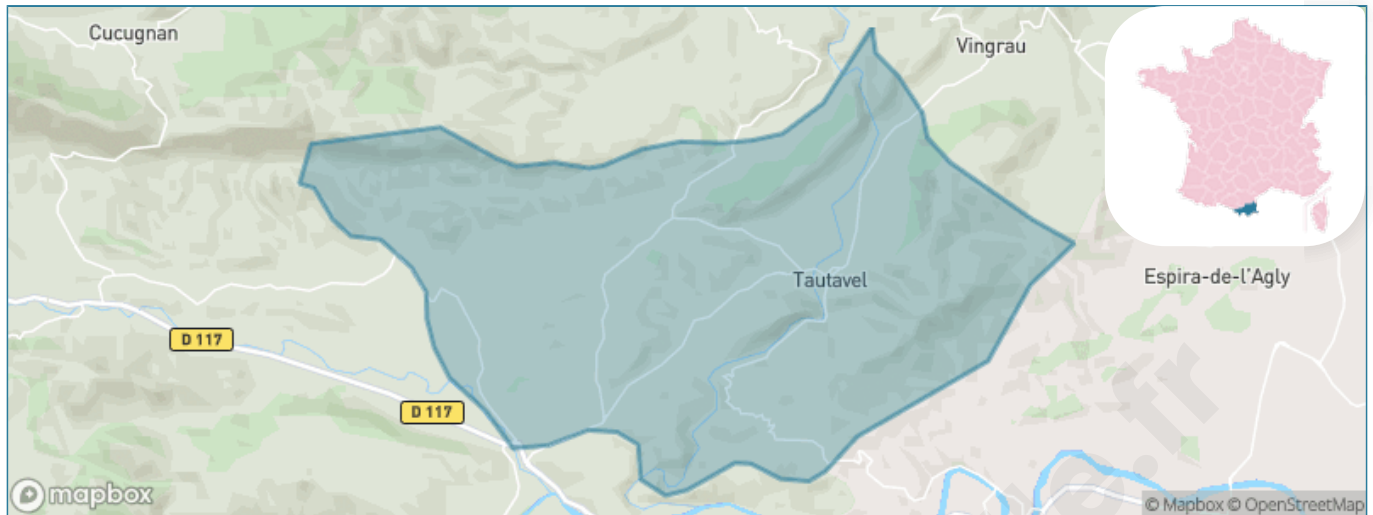 Cucugnan
Vingrau
Tautavel
Espira-de-l'Agly
D 117
D 117
mapbox
© Mapbox © OpenStreetMap